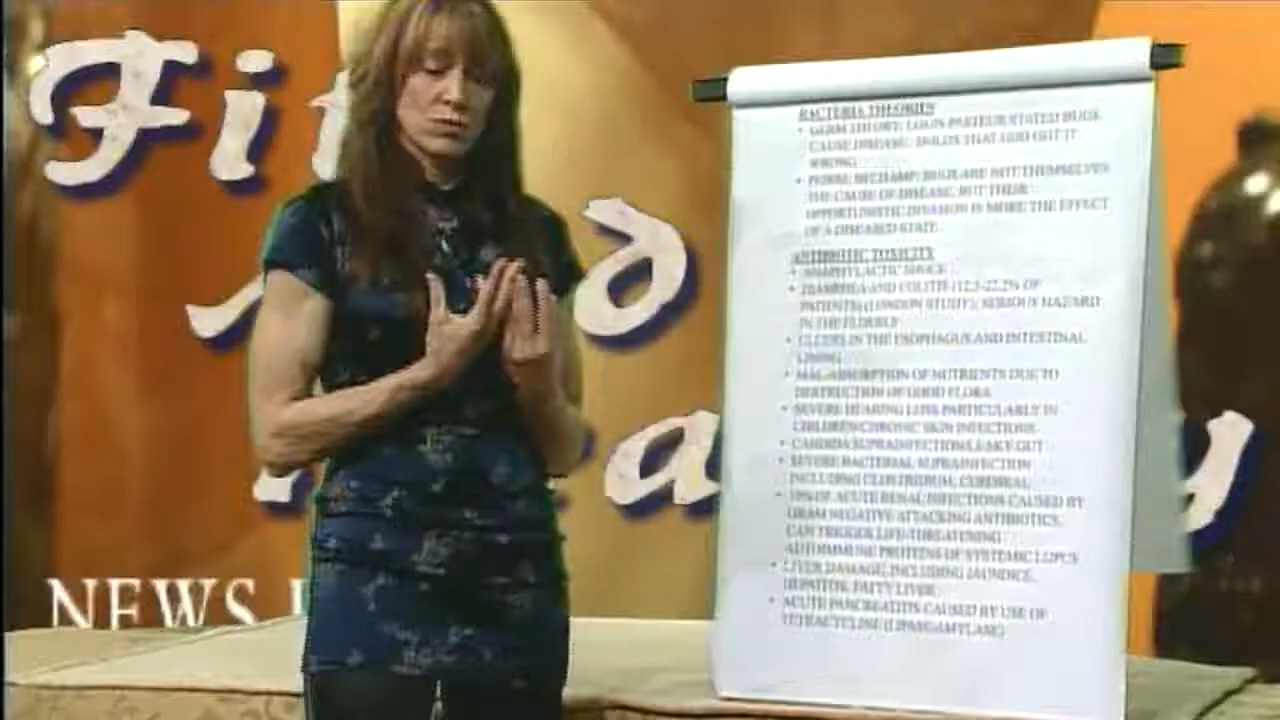 Fi
d
a
y
NEWS
BACTERIA THEORIES
• GERM THEORY: LOUIS PASTEUR STATED BUGS
CAUSE DISEASE. THAT GOT IT
WRONG
• PIERRE BECHAMP: BUGS ARE NOT THEMSELVES
THE CAUSE OF DISEASE, BUT THEIR
OPPORTUNISTIC INVASION IS MORE THE EFFECT
OF A DISEASED STATE.
ANTIBIOTIC TOXICITY
• ANAPHYLACTIC SHOCK
• DIARRHEA AND COLITIS OF
PATIENTS) (LONDON STUDY), SERIOUS HAZARD
IN THE ELDERLY
• ULCERS IN THE ESOPHAGUS AND INTESTINAL
LINING
• MAL-ABSORPTION OF NUTRIENTS DUE TO
DESTRUCTION OF GOOD FLORA
• SEVERE HEARING LOSS PARTICULARLY IN
CHILDREN CHRONIC SKIN INFECTIONS
• CANDIDA SUPRAINFECTIONS LEAKY GUT
• SEVERE BACTERIAL SUPRAINFECTION
INCLUDING CLOSTRIDIUM, CEREBRAL
• OF ACUTE RENAL INFECTIONS CAUSED BY
GRAM NEGATIVE ATTACKING ANTIBIOTICS.
CAN TRIGGER LIFE-THREATENING
AUTOIMMUNE PROTEINS OF SYSTEMIC LUPUS
• LIVER DAMAGE, INCLUDING JAUNDICE,
FATTY LIVER
• ACUTE PANCREATITIS CAUSED BY USE OF